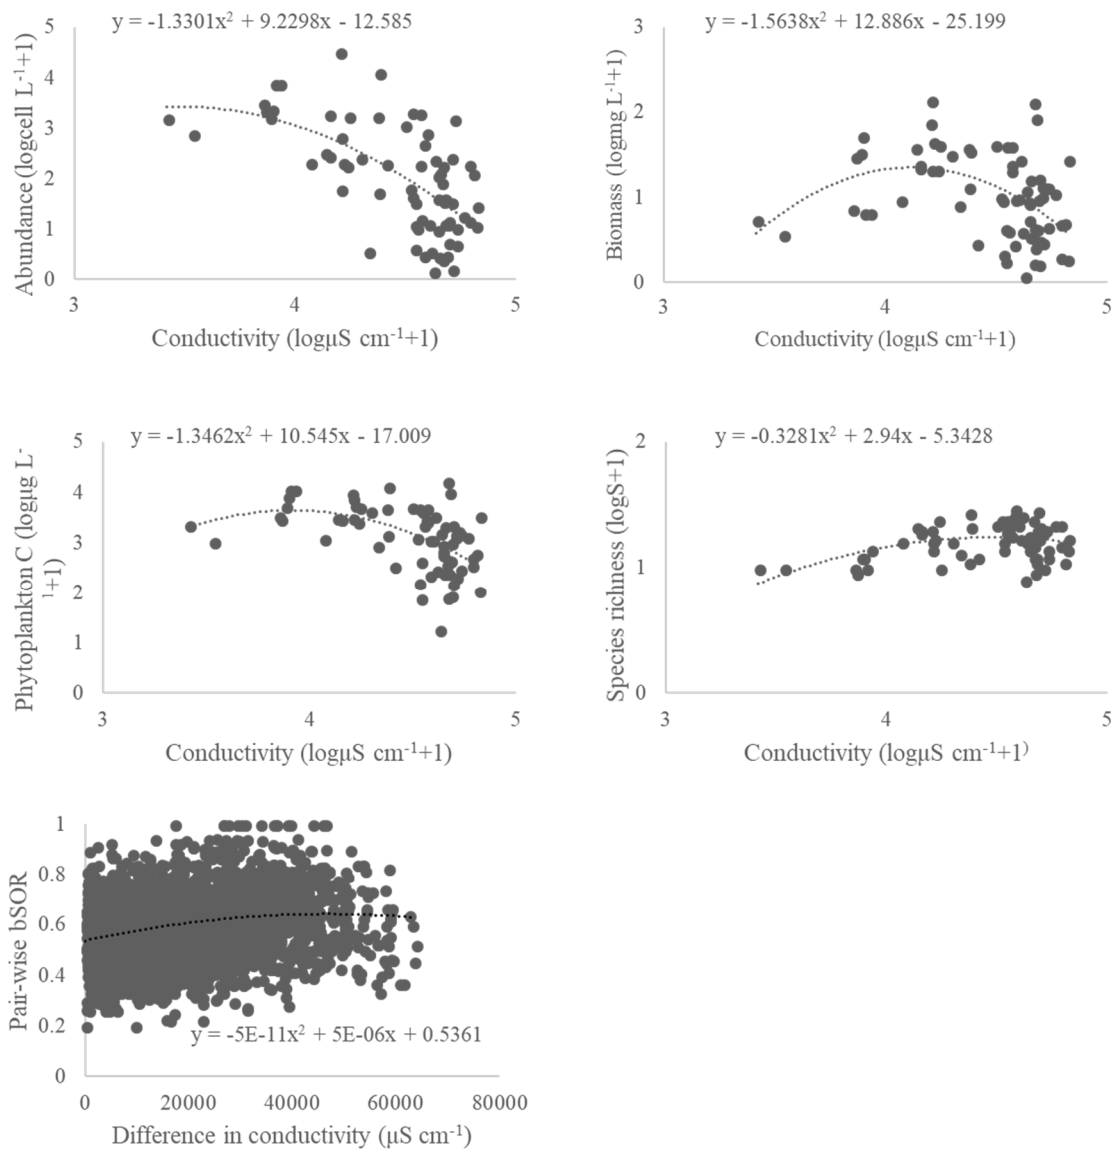 y = -1.3301x² + 9.2298x - 12.585
Abundance (logcell L⁻¹+1)
5
4
3
2
1
0
3
4
5
Conductivity (logµS cm⁻¹+1)
y = -1.5638x² + 12.886x - 25.199
Biomass (logmg L⁻¹+1)
3
2
1
0
3
4
5
Conductivity (logµS cm⁻¹+1)
y = -1.3462x² + 10.545x - 17.009
Phytoplankton C (logµg L⁻
¹+1)
5
4
3
2
1
0
3
4
5
Conductivity (logµS cm⁻¹+1)
y = -0.3281x² + 2.94x - 5.3428
Species richness (logS+1)
2
1
0
3
4
5
Conductivity (logµS cm⁻¹+1⁾
Pair-wise bSOR
1
0.8
0.6
0.4
0.2
0
y = -5E-11x² + 5E-06x + 0.5361
0
20000
40000
60000
80000
Difference in conductivity (µS cm⁻¹)